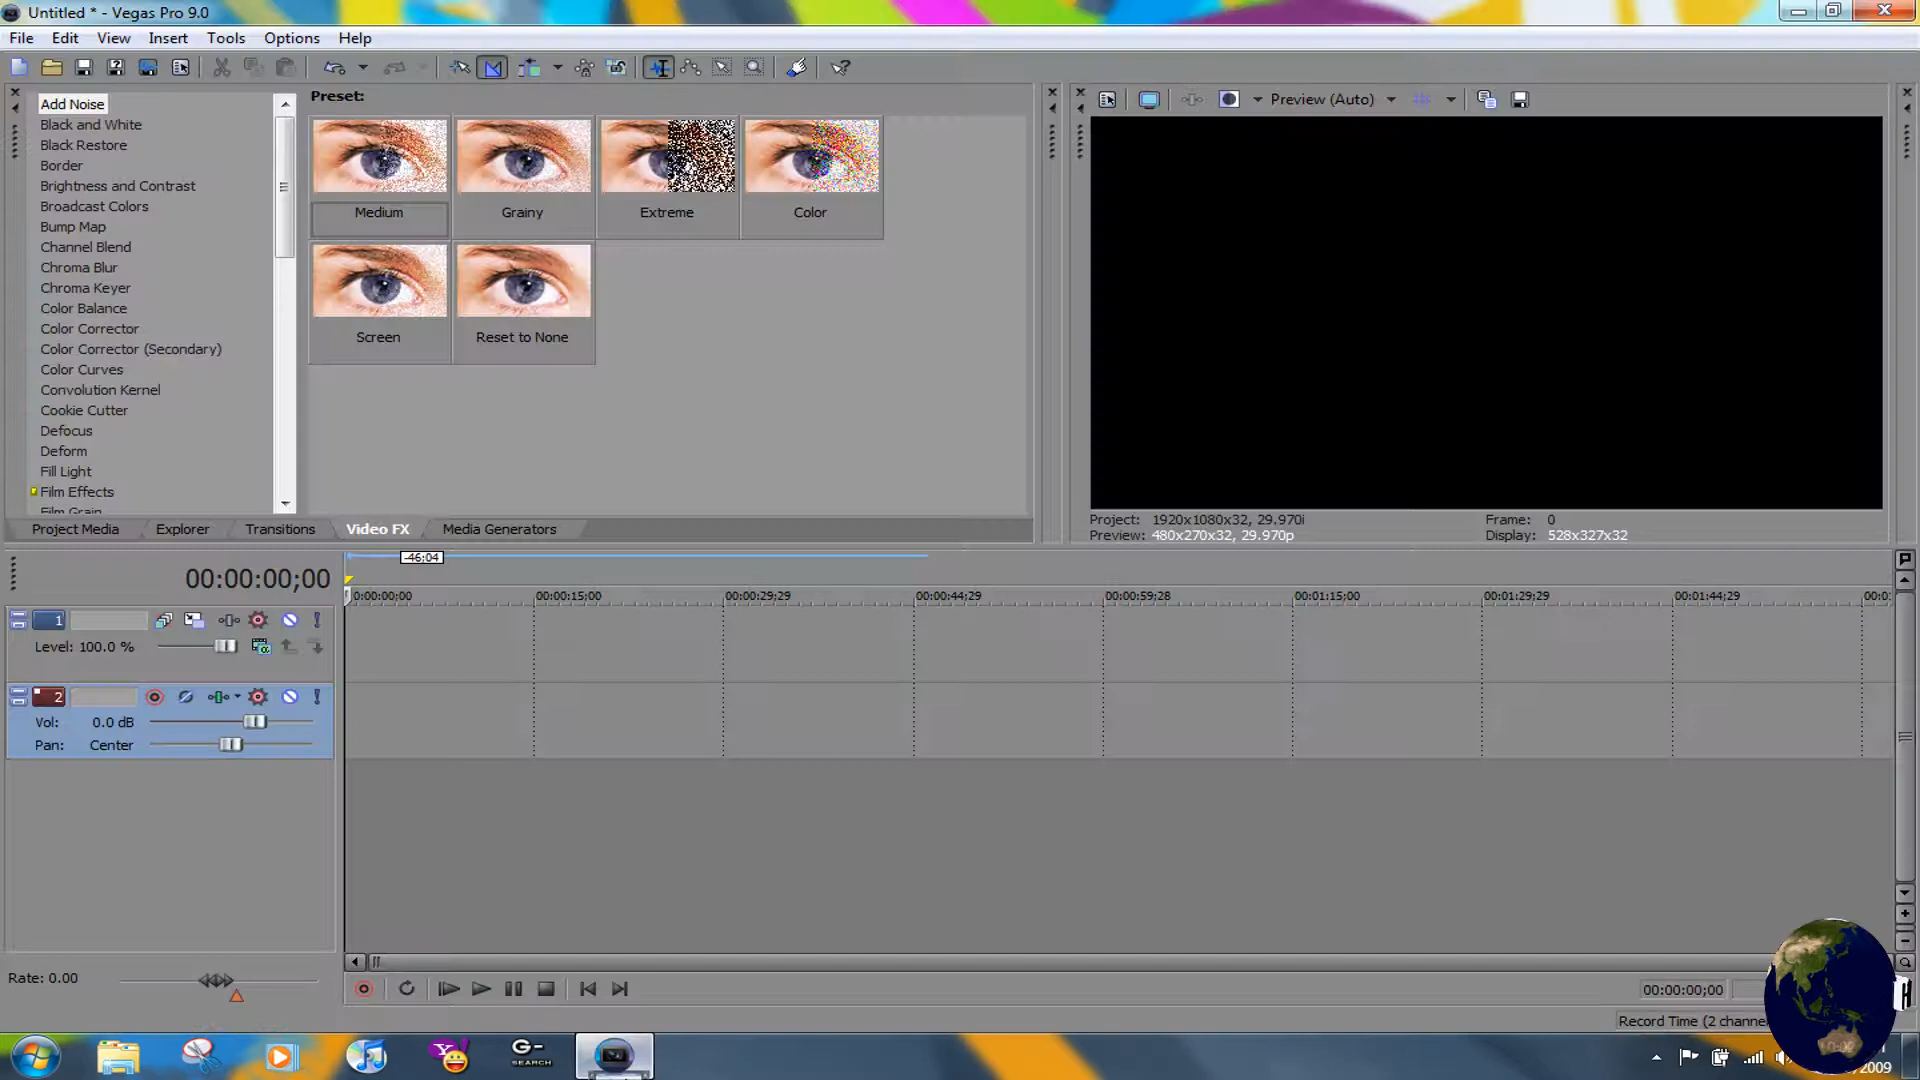 Untitled * - Vegas Pro 9.0
File Edit View Insert Tools Options Help
Add Noise
Black and White
Black Restore
Border
Brightness and Contrast
Broadcast Colors
Bump Map
Channel Blend
Chroma Blur
Chroma Keyer
Color Balance
Color Corrector
Color Corrector (Secondary)
Color Curves
Convolution Kernel
Cookie Cutter
Defocus
Deform
Fill Light
Film Effects
Film Grain
Preset:
Medium Grainy Extreme Color
Screen Reset to None
Preview (Auto)
Project: 1920x1080x32, 29.970i
Preview: 480x270x32, 29.970p
Frame: 0
Display: 528x327x32
Project Media Explorer Transitions Video FX Media Generators
-46:04
00:00:00;00
0:00:00;00 00:00:15;00 00:00:29;29 00:00:44;29 00:00:59;28 00:01:15;00 00:01:29;29 00:01:44;29 00:0
1
Level: 100.0 %
2
Vol: 0.0 dB
Pan: Center
Rate: 0.00
00:00:00;00
Record Time (2 channe
G-
SEARCH
/2009